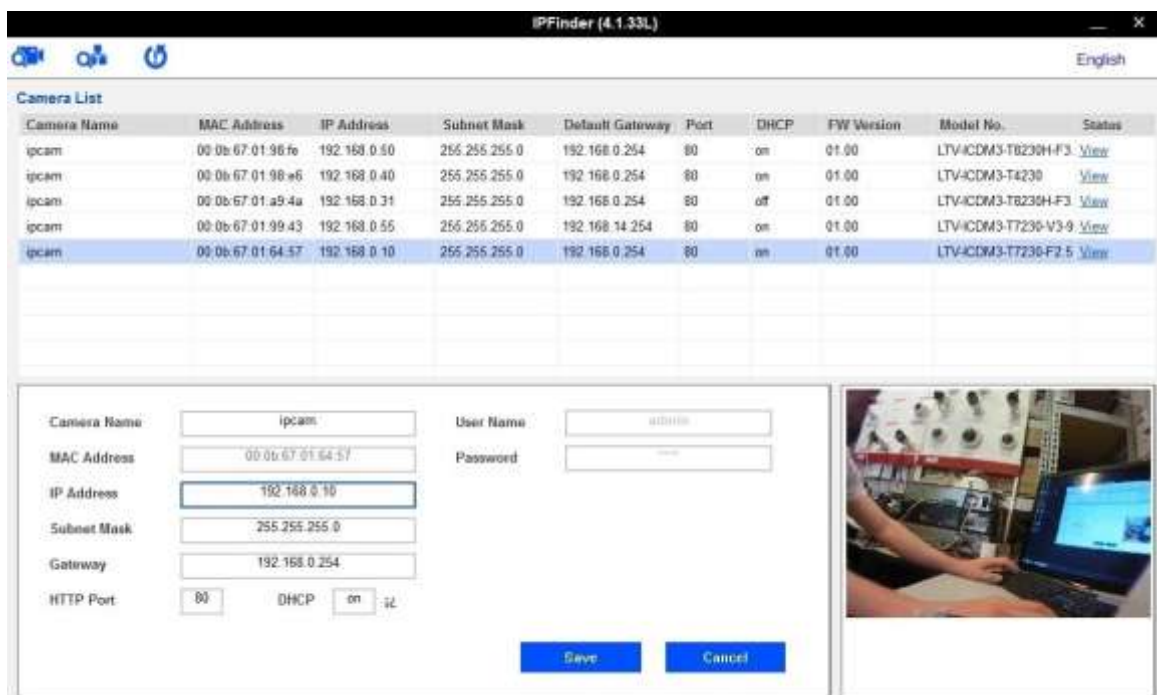 IPFinder (4.1.33L)
English
Camera List
Camera Name MAC Address IP Address Subnet Mask Default Gateway Port DHCP FW Version Model No. Status
ipcam 00:0b:67:01:98:fe 192.168.0.50 255.255.255.0 192.168.0.254 80 on 01.00 LTV-ICDM3-T8230H-F3. View
ipcam 00:0b:67:01:98:e6 192.168.0.40 255.255.255.0 192.168.0.254 80 on 01.00 LTV-ICDM3-T4230 View
ipcam 00:0b:67:01:a9:4a 192.168.0.31 255.255.255.0 192.168.0.254 80 off 01.00 LTV-ICDM3-T8230H-F3. View
ipcam 00:0b:67:01:99:43 192.168.0.55 255.255.255.0 192.168.14.254 80 on 01.00 LTV-ICDM3-T7230-V3-9 View
ipcam 00:0b:67:01:64:57 192.168.0.10 255.255.255.0 192.168.0.254 80 on 01.00 LTV-ICDM3-T7230-F2.5 View
Camera Name ipcam User Name admin
MAC Address 00:0b:67:01:64:57 Password
IP Address 192.168.0.10
Subnet Mask 255.255.255.0
Gateway 192.168.0.254
HTTP Port 80 DHCP on
Save Cancel